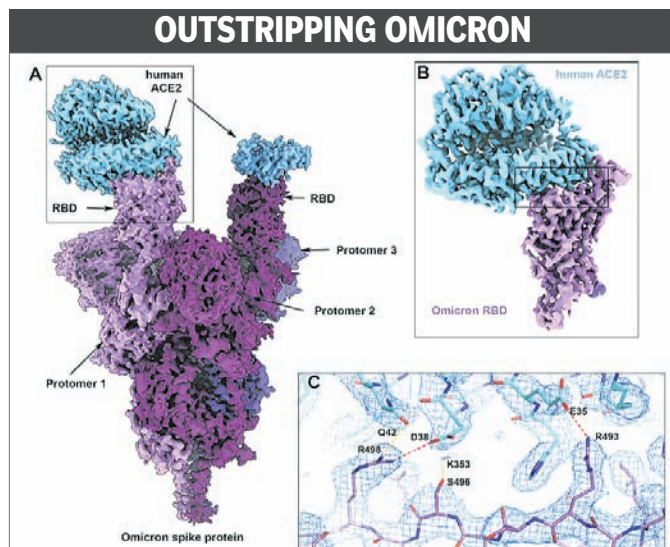 OUTSTRIPPING OMICRON
A
human
ACE2
RBD
RBD
Protomer 3
Protomer 2
Protomer 1
Omicron spike protein
B
human ACE2
Omicron RBD
C
E35
Q42
D38
R498
R493
K353
S496